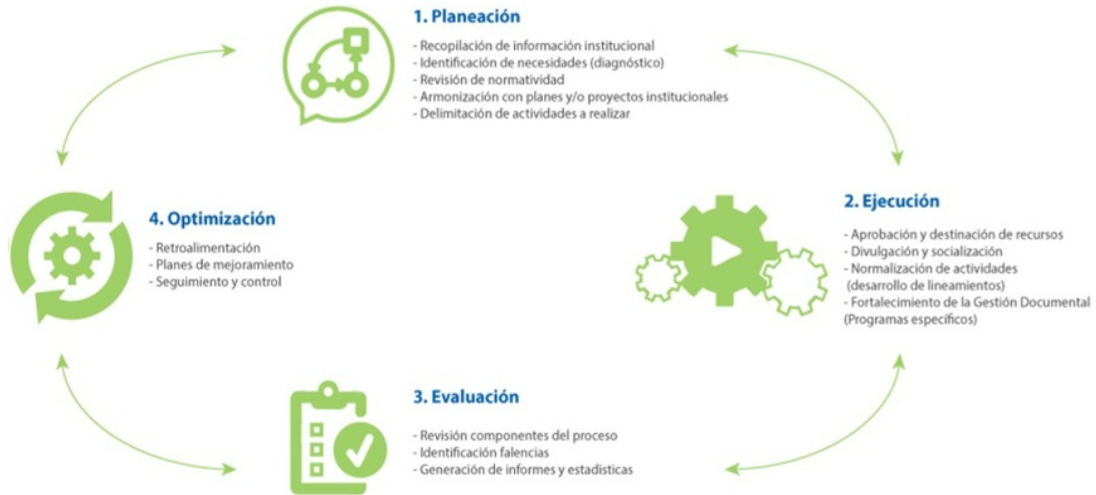 1. Planeación
- Recopilación de información institucional
- Identificación de necesidades (diagnóstico)
- Revisión de normatividad
- Armonización con planes y/o proyectos institucionales
- Delimitación de actividades a realizar
2. Ejecución
- Aprobación y destinación de recursos
- Divulgación y socialización
- Normalización de actividades
(desarrollo de lineamientos)
- Fortalecimiento de la Gestión Documental
(Programas específicos)
3. Evaluación
- Revisión componentes del proceso
- Identificación falencias
- Generación de informes y estadisticas
4. Optimización
- Retroalimentación
- Planes de mejoramiento
- Seguimiento y control